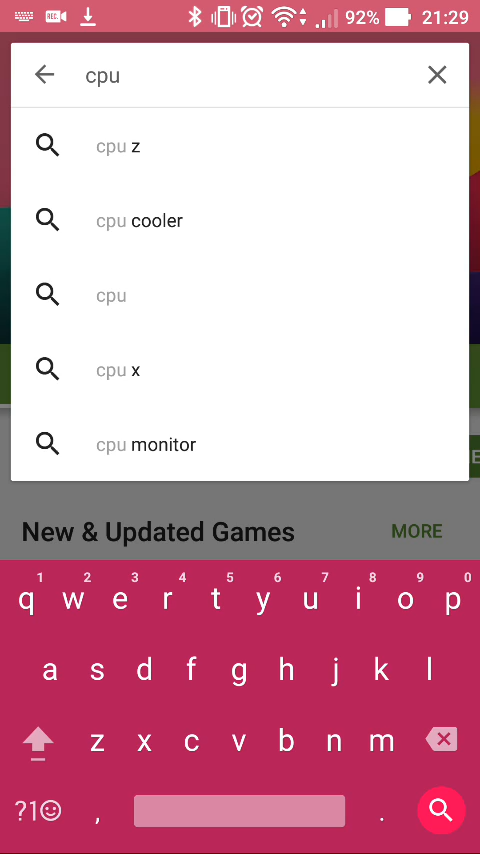 REC. 92% 21:29
cpu
cpu z
cpu cooler
cpu
cpu x
cpu monitor
E
New & Updated Games MORE
1 2 3 4 5 6 7 8 9 0
q w e r t y u i o p
a s d f g h j k l
z x c v b n m
?1 , .